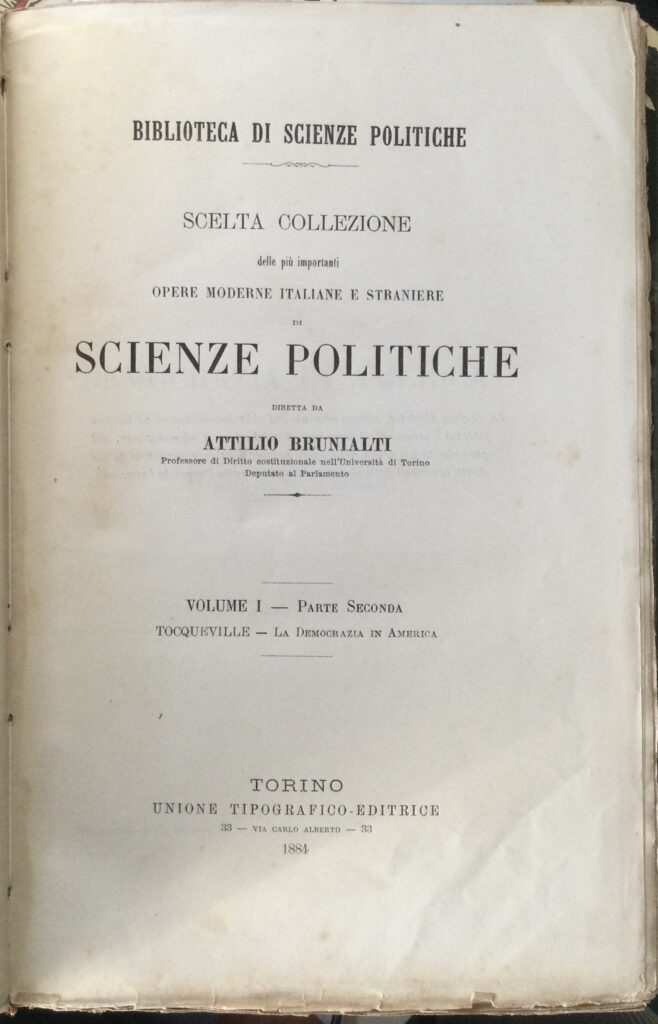 BIBLIOTECA DI SCIENZE POLITICHE
SCELTA COLLEZIONE
delle più importanti
OPERE MODERNE ITALIANE E STRANIERE
DI
SCIENZE POLITICHE
DIRETTA DA
ATTILIO BRUNIALTI
Professore di Diritto costituzionale nell'Università di Torino
Deputato al Parlamento
VOLUME I — PARTE SECONDA
TOCQUEVILLE — LA DEMOCRAZIA IN AMERICA
TORINO
UNIONE TIPOGRAFICO-EDITRICE
33 — VIA CARLO ALBERTO — 33
1884